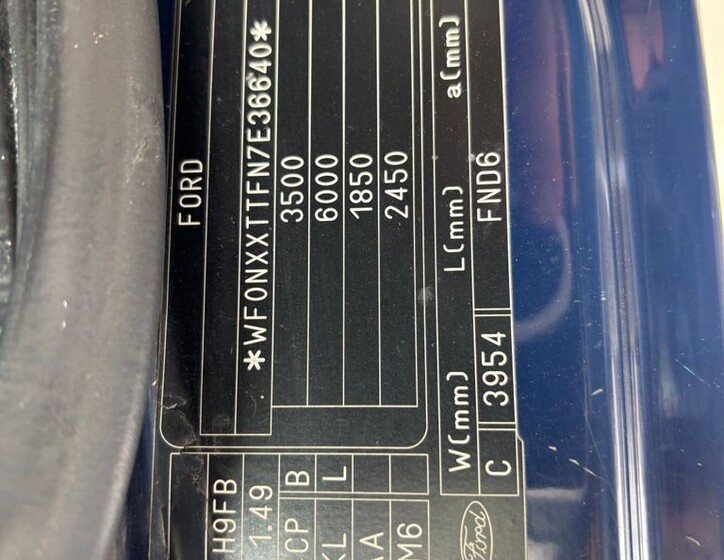 FORD
*WF0NXXTTFN7E36640*
3500
6000
1850
2450
W(mm) L(mm) a(mm)
C 3954 FND6
H9FB
1.49
CP B
KL L
AA
M6
Ford